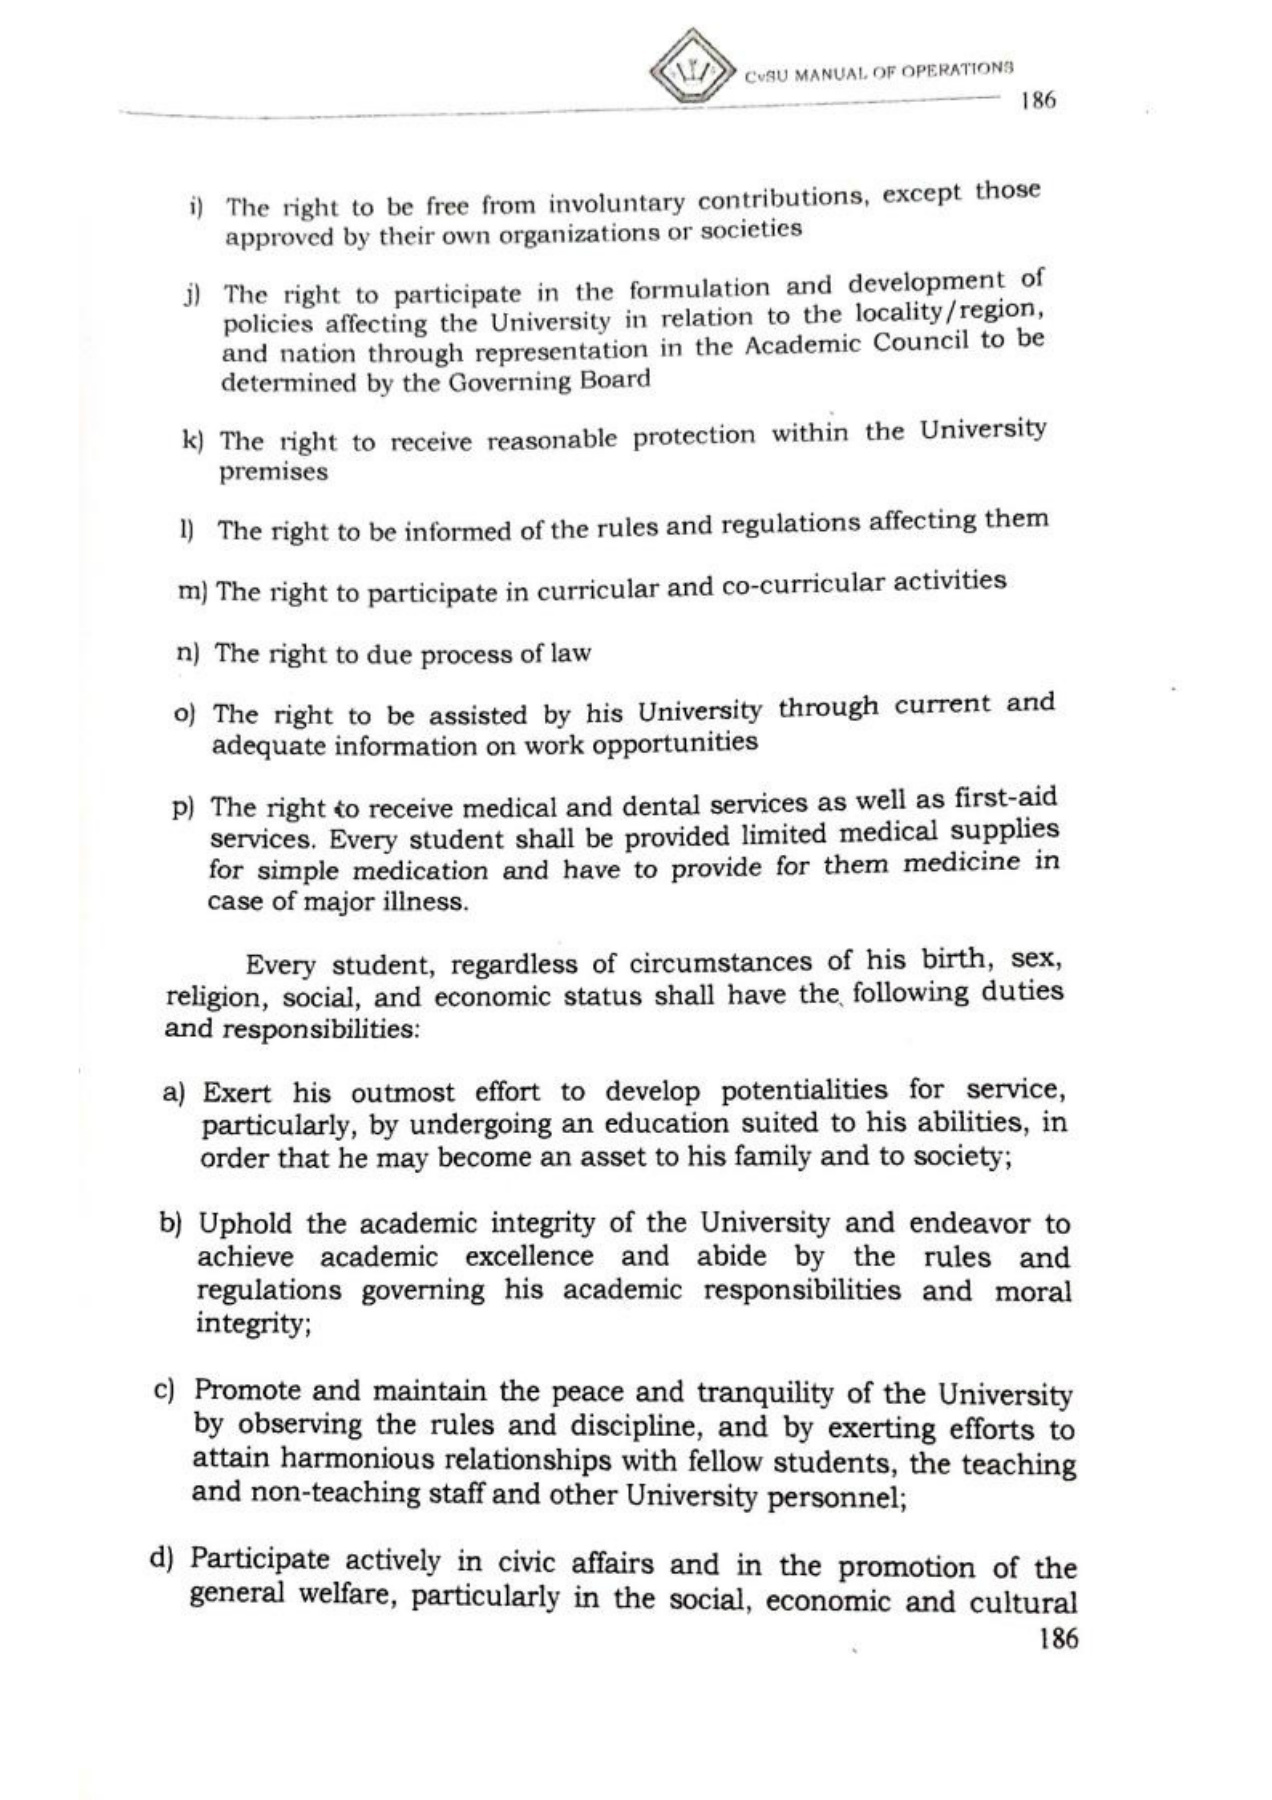 CvSU MANUAL OF OPERATIONS
186
i) The right to be free from involuntary contributions, except those
approved by their own organizations or societies
j) The right to participate in the formulation and development of
policies affecting the University in relation to the locality/region,
and nation through representation in the Academic Council to be
determined by the Governing Board
k) The right to receive reasonable protection within the University
premises
l) The right to be informed of the rules and regulations affecting them
m) The right to participate in curricular and co-curricular activities
n) The right to due process of law
o) The right to be assisted by his University through current and
adequate information on work opportunities
p) The right to receive medical and dental services as well as first-aid
services. Every student shall be provided limited medical supplies
for simple medication and have to provide for them medicine in
case of major illness.
Every student, regardless of circumstances of his birth, sex,
religion, social, and economic status shall have the following duties
and responsibilities:
a) Exert his outmost effort to develop potentialities for service,
particularly, by undergoing an education suited to his abilities, in
order that he may become an asset to his family and to society;
b) Uphold the academic integrity of the University and endeavor to
achieve academic excellence and abide by the rules and
regulations governing his academic responsibilities and moral
integrity;
c) Promote and maintain the peace and tranquility of the University
by observing the rules and discipline, and by exerting efforts to
attain harmonious relationships with fellow students, the teaching
and non-teaching staff and other University personnel;
d) Participate actively in civic affairs and in the promotion of the
general welfare, particularly in the social, economic and cultural
186